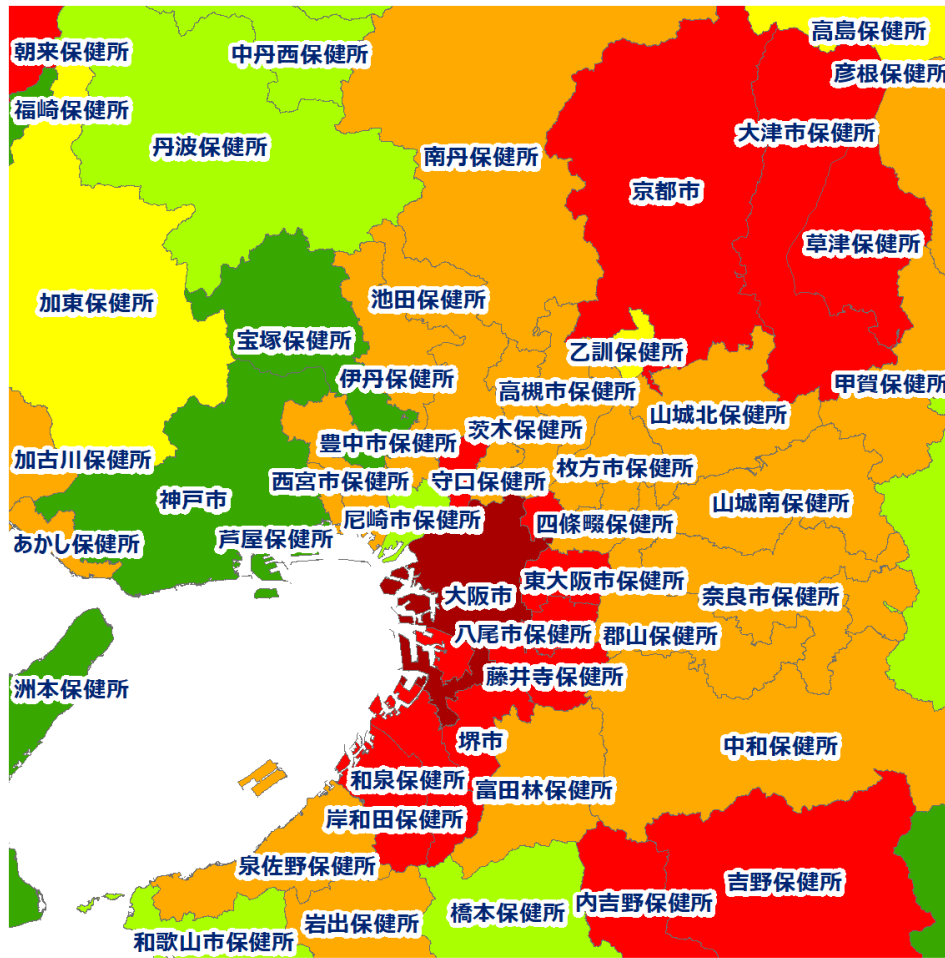 高島保健所
朝来保健所
中丹西保健所
彦根保健所
福崎保健所
大津市保健所
丹波保健所
南丹保健所
京都市
草津保健所
加東保健所
池田保健所
宝塚保健所
乙訓保健所
伊丹保健所
高槻市保健所
甲賀保健所
山城北保健所
豊中市保健所
茨木保健所
加古川保健所
枚方市保健所
西宮市保健所
守口保健所
神戸市
山城南保健所
尼崎市保健所
四條畷保健所
あかし保健所
芦屋保健所
東大阪市保健所
大阪市
奈良市保健所
八尾市保健所
郡山保健所
藤井寺保健所
洲本保健所
堺市
中和保健所
和泉保健所
富田林保健所
岸和田保健所
泉佐野保健所
吉野保健所
内吉野保健所
橋本保健所
岩出保健所
和歌山市保健所